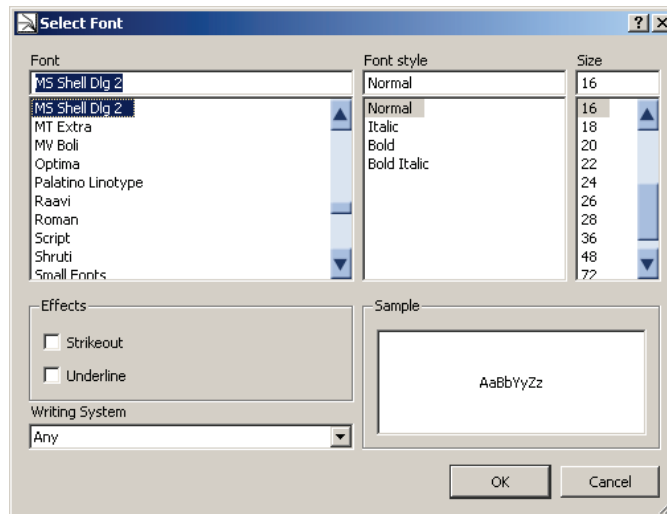 Select Font
Font
MS Shell Dlg 2
MS Shell Dlg 2
MT Extra
MV Boli
Optima
Palatino Linotype
Raavi
Roman
Script
Shruti
Small Fonts
Font style
Normal
Normal
Italic
Bold
Bold Italic
Size
16
16
18
20
22
24
26
28
36
48
72
Effects
Strikeout
Underline
Writing System
Any
Sample
AaBbYyZz
OK Cancel